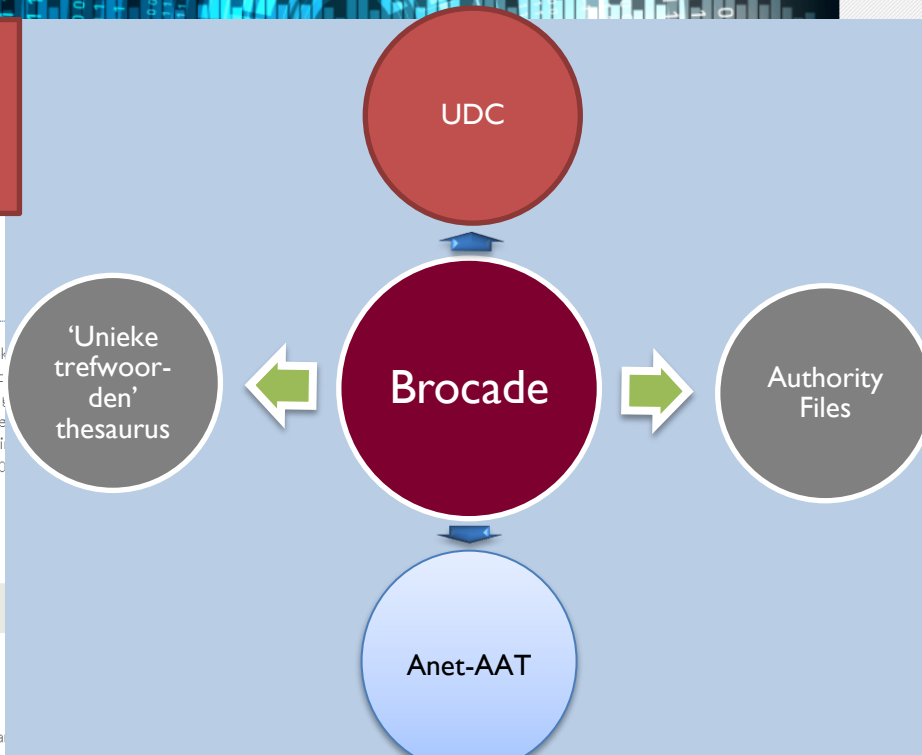 UDC
'Unieke
trefwoor-
den'
thesaurus
Brocade
Authority
Files
Anet-AAT